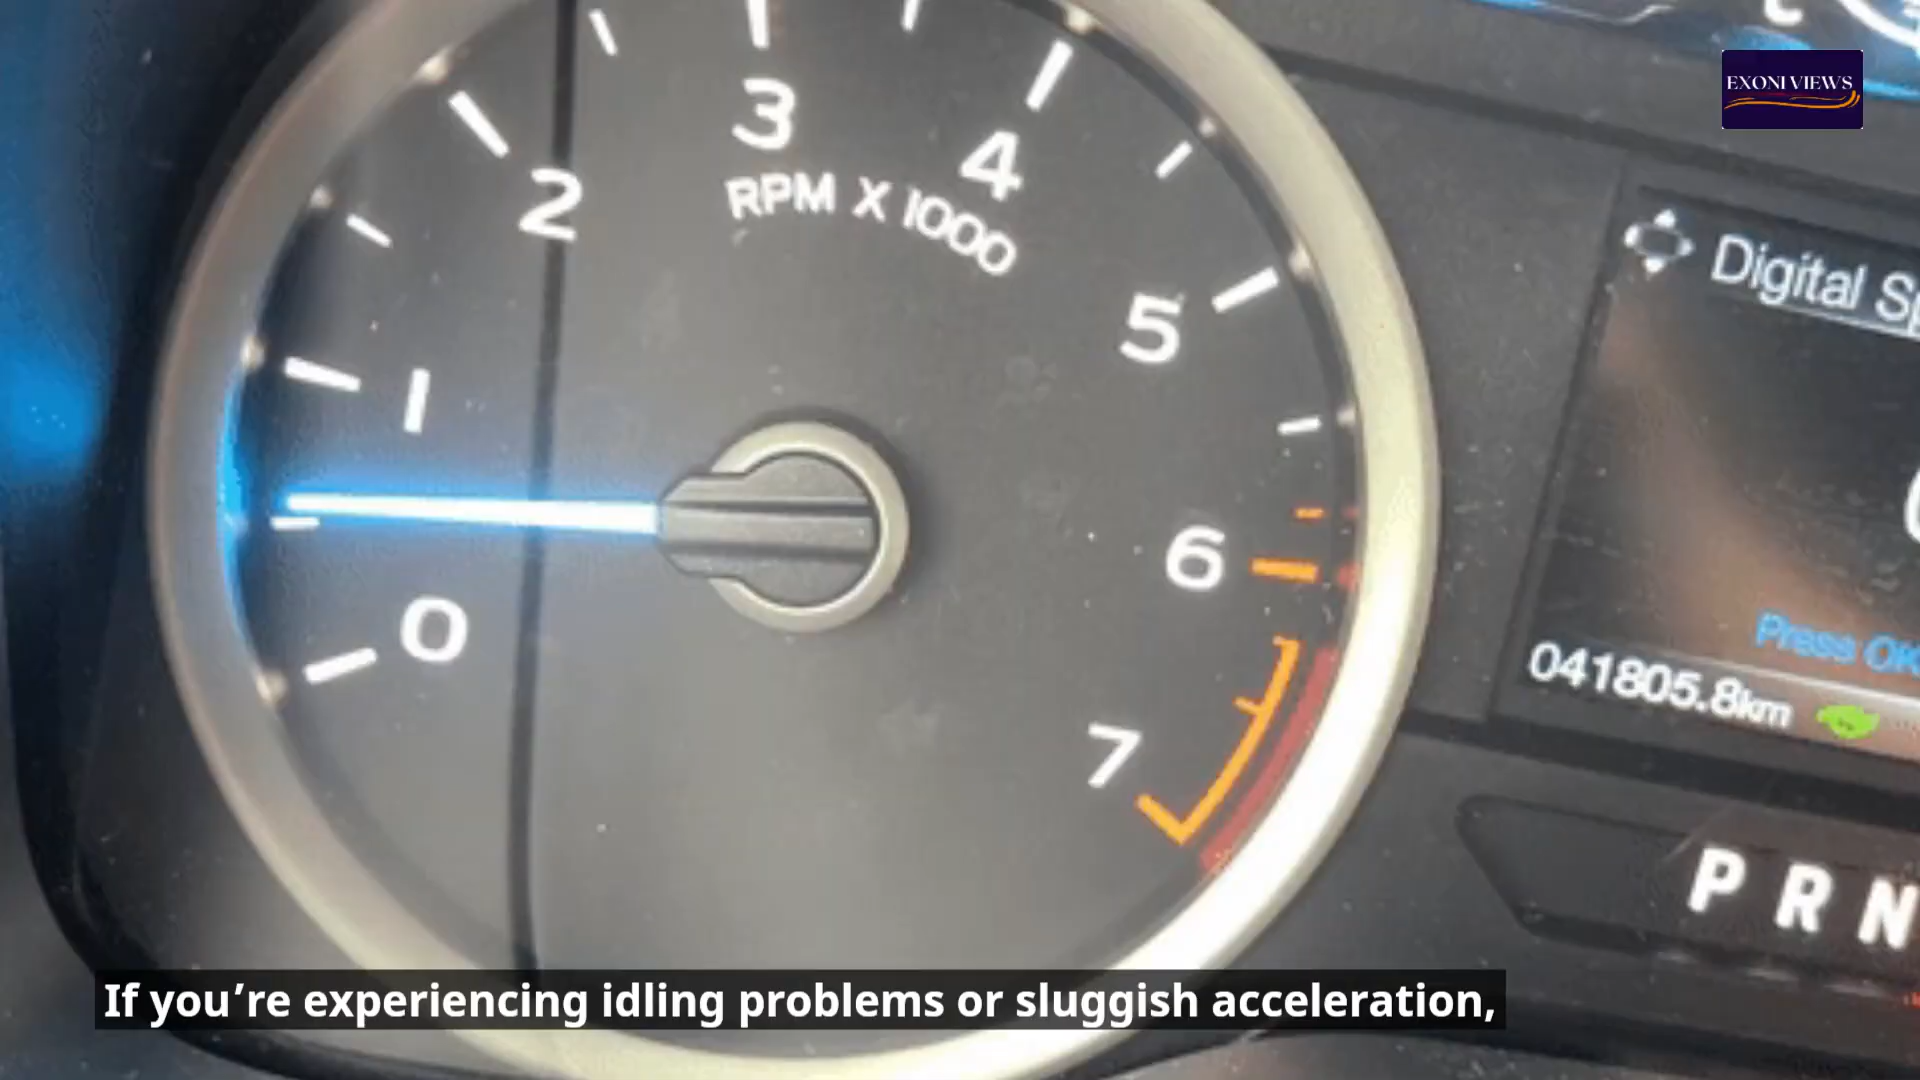 EXONI VIEWS
3
4
2
RPM X 1000
5
1
Digital
6
0
Press OK
041805.8km
7
P R N
If you’re experiencing idling problems or sluggish acceleration,